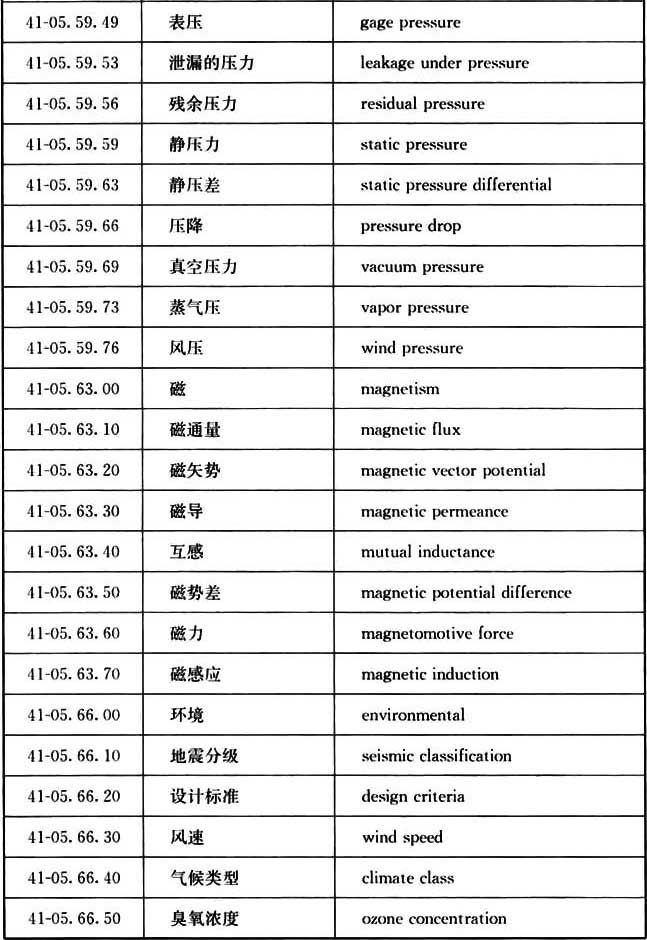 41-05.59.49 表压 gage pressure
41-05.59.53 泄漏的压力 leakage under pressure
41-05.59.56 残余压力 residual pressure
41-05.59.59 静压力 static pressure
41-05.59.63 静压差 static pressure differential
41-05.59.66 压降 pressure drop
41-05.59.69 真空压力 vacuum pressure
41-05.59.73 蒸气压 vapor pressure
41-05.59.76 风压 wind pressure
41-05.63.00 磁 magnetism
41-05.63.10 磁通量 magnetic flux
41-05.63.20 磁矢势 magnetic vector potential
41-05.63.30 磁导 magnetic permeance
41-05.63.40 互感 mutual inductance
41-05.63.50 磁势差 magnetic potential difference
41-05.63.60 磁力 magnetomotive force
41-05.63.70 磁感应 magnetic induction
41-05.66.00 环境 environmental
41-05.66.10 地震分级 seismic classification
41-05.66.20 设计标准 design criteria
41-05.66.30 风速 wind speed
41-05.66.40 气候类型 climate class
41-05.66.50 臭氧浓度 ozone concentration